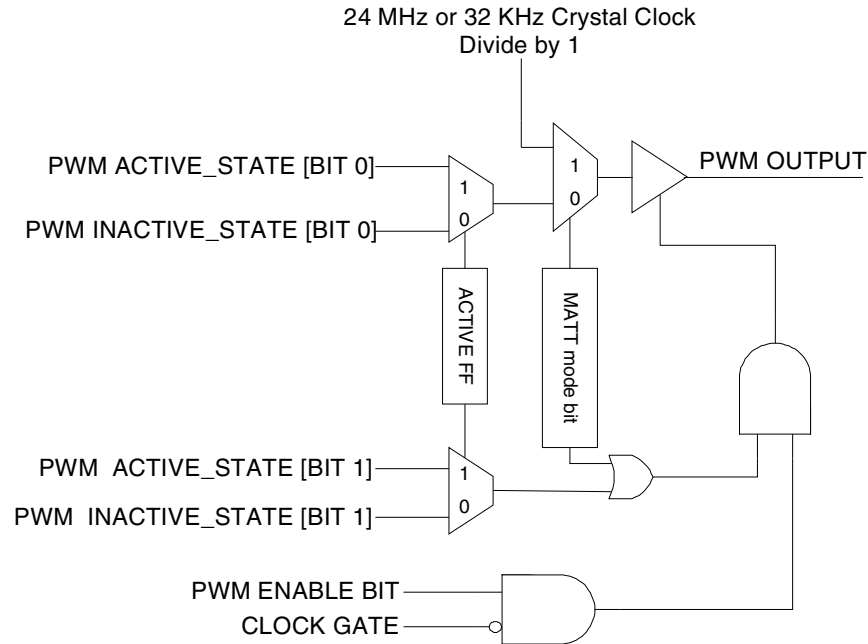 24 MHz or 32 KHz Crystal Clock
Divide by 1
PWM ACTIVE_STATE [BIT 0]
1
0
PWM INACTIVE_STATE [BIT 0]
1
0
PWM OUTPUT
ACTIVE FF
MATT mode bit
PWM ACTIVE_STATE [BIT 1]
1
0
PWM INACTIVE_STATE [BIT 1]
PWM ENABLE BIT
CLOCK GATE